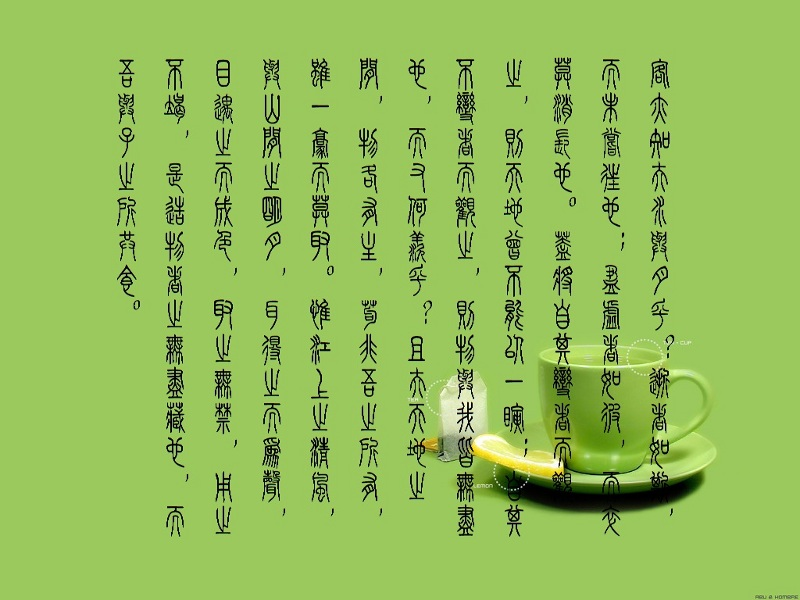 客亦知夫水與月乎？逝者如斯，
而未嘗往也；盈虛者如彼，而卒
莫消長也。蓋將自其變者而觀
之，則天地曾不能以一瞬；自其
不變者而觀之，則物與我皆無盡
也，而又何羨乎？且夫天地之
間，物各有主，苟非吾之所有，
雖一毫而莫取。惟江上之清風，
與山間之明月，耳得之而為聲，
目遇之而成色，取之無禁，用之
不竭，是造物者之無盡藏也，而
吾與子之所共食。
CUP
LEMON